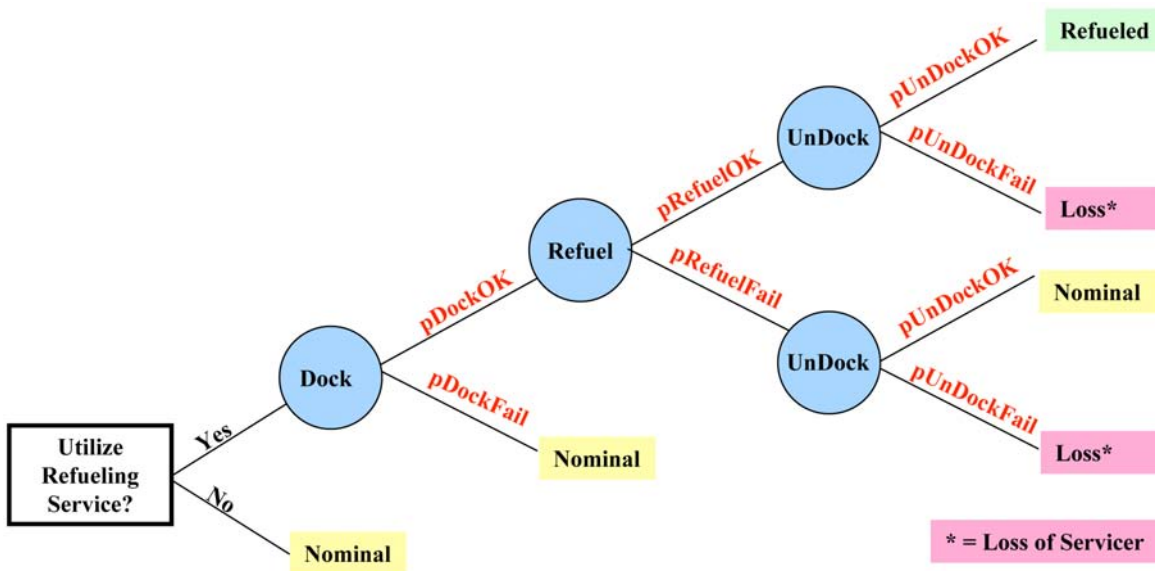 Refueled
pUnDockOK
UnDock
pUnDockFail
pRefuelOK
Loss*
Refuel
pRefuelFail
pUnDockOK
Nominal
pDockOK
UnDock
Dock
pDockFail
pUnDockFail
Yes
Utilize
Refueling
Service?
Nominal
Loss*
No
Nominal
* = Loss of Servicer